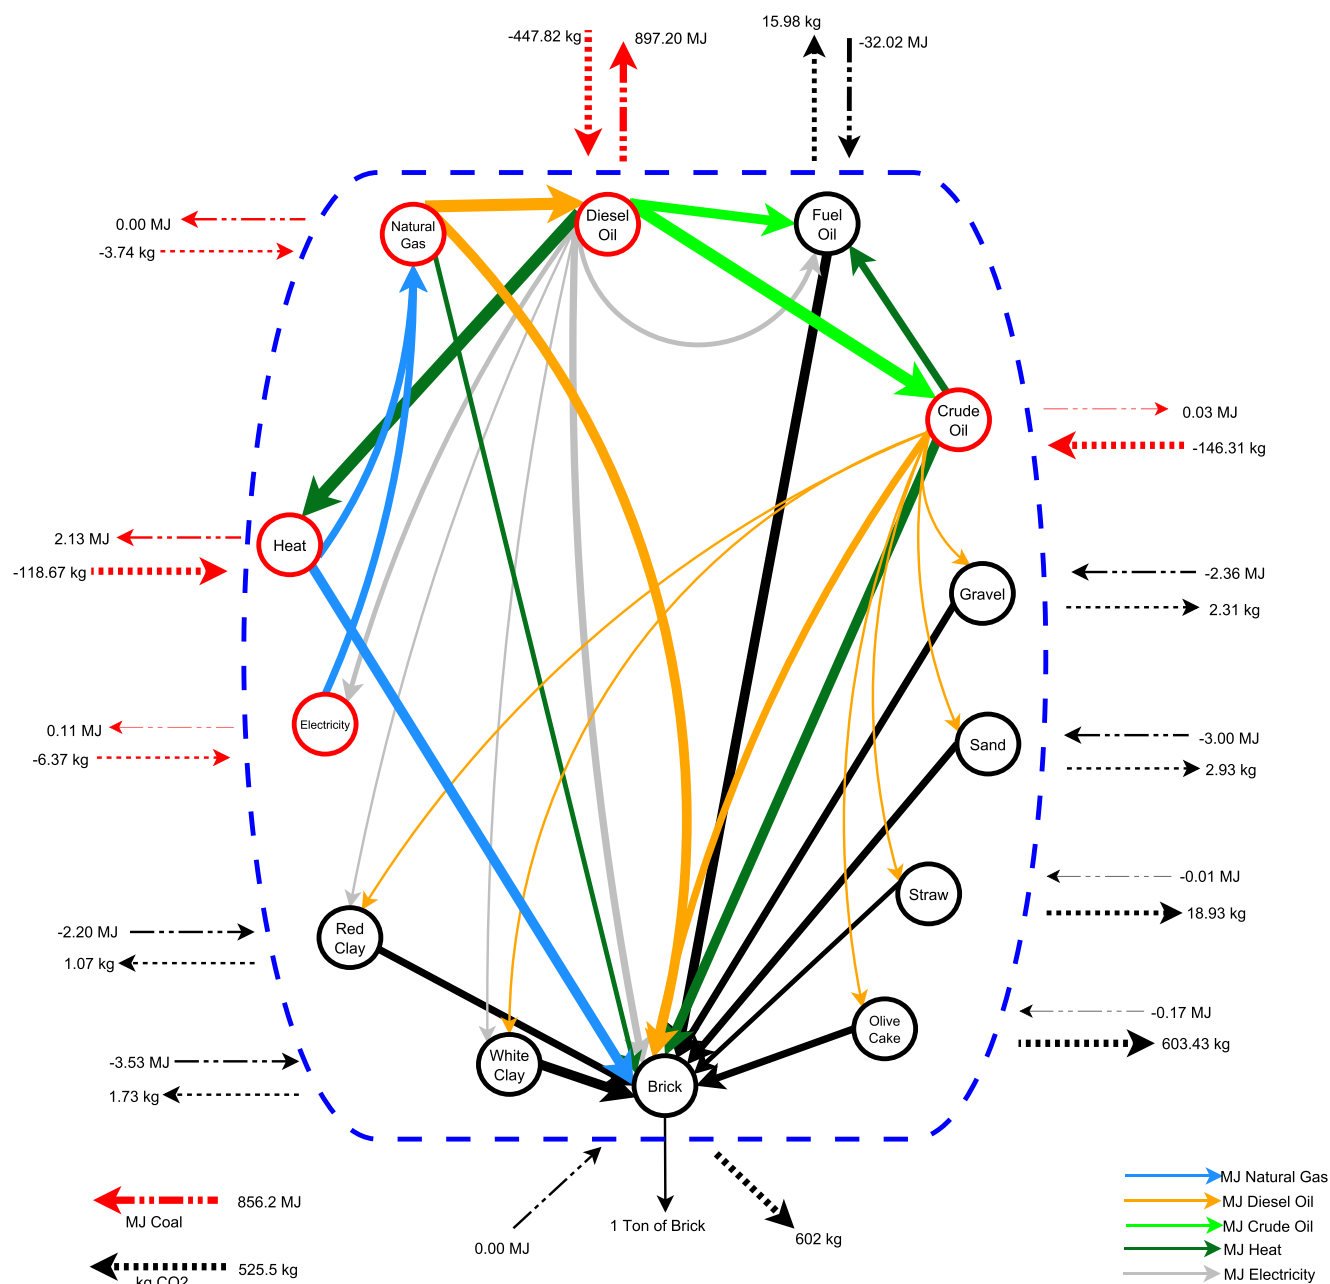 15.98 kg
-447.82 kg
897.20 MJ
-32.02 MJ
Diesel
Oil
Fuel
Oil
Natural
Gas
0.00 MJ
-3.74 kg
Crude
Oil
0.03 MJ
-146.31 kg
2.13 MJ
-118.67 kg
Heat
-2.36 MJ
2.31 kg
Gravel
Electricity
0.11 MJ
-6.37 kg
Sand
-3.00 MJ
2.93 kg
Straw
-0.01 MJ
18.93 kg
-2.20 MJ
1.07 kg
Red
Clay
Olive
Cake
-0.17 MJ
603.43 kg
-3.53 MJ
1.73 kg
White
Clay
Brick
856.2 MJ
MJ Coal
525.5 kg
kg CO2
0.00 MJ
1 Ton of Brick
602 kg
MJ Natural Gas
MJ Diesel Oil
MJ Crude Oil
MJ Heat
MJ Electricity